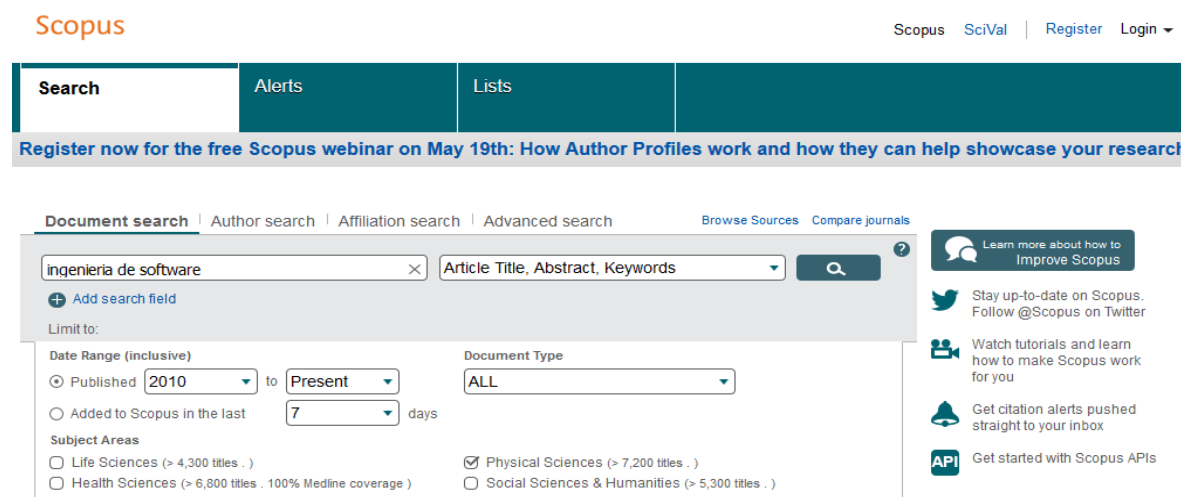 Scopus
Scopus SciVal Register Login
Search Alerts Lists
Register now for the free Scopus webinar on May 19th: How Author Profiles work and how they can help showcase your research
Document search Author search Affiliation search Advanced search Browse Sources Compare journals
ingenieria de software Article Title, Abstract, Keywords
Add search field
Limit to:
Date Range (inclusive) Document Type
Published 2010 to Present ALL
Added to Scopus in the last 7 days
Subject Areas
Life Sciences (> 4,300 titles . ) Physical Sciences (> 7,200 titles . )
Health Sciences (> 6,800 titles . 100% Medline coverage ) Social Sciences & Humanities (> 5,300 titles . )
?
Learn more about how to
Improve Scopus
Stay up-to-date on Scopus.
Follow @Scopus on Twitter
Watch tutorials and learn
how to make Scopus work
for you
Get citation alerts pushed
straight to your inbox
API Get started with Scopus APIs